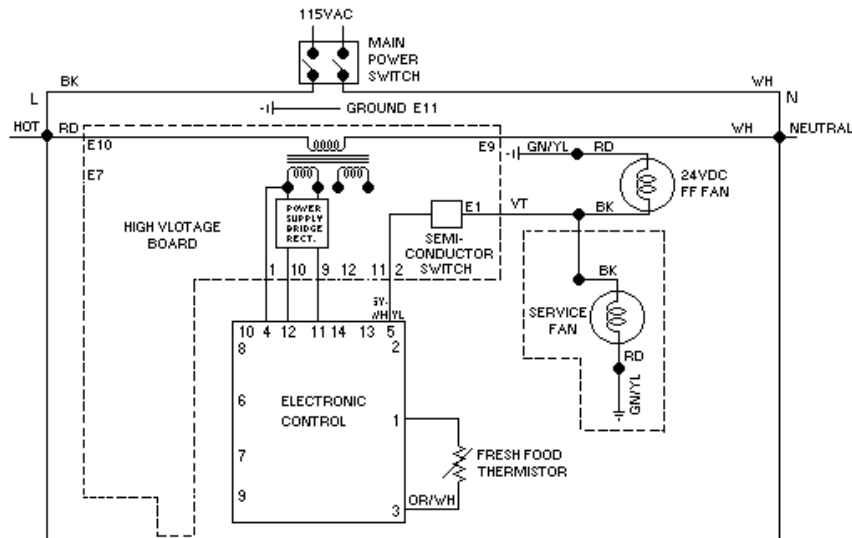 115VAC
MAIN
POWER
SWITCH
BK
WH
L
N
GROUND E11
HOT
RD
WH
NEUTRAL
E10
E9
GN/YL
RD
E7
24VDC
FF FAN
HIGH VLOTAGE
BOARD
POWER
SUPPLY
BRIDGE
RECT.
E1
VT
BK
SEMI-
CONDUCTOR
SWITCH
1 10 9 12 11 2
BK
SERVICE
FAN
WH YL
10 4 12 11 14 13 5
8
2
RD
GN/YL
6
ELECTRONIC
CONTROL
1
7
FRESH FOOD
THERMISTOR
9
OR/WH
3